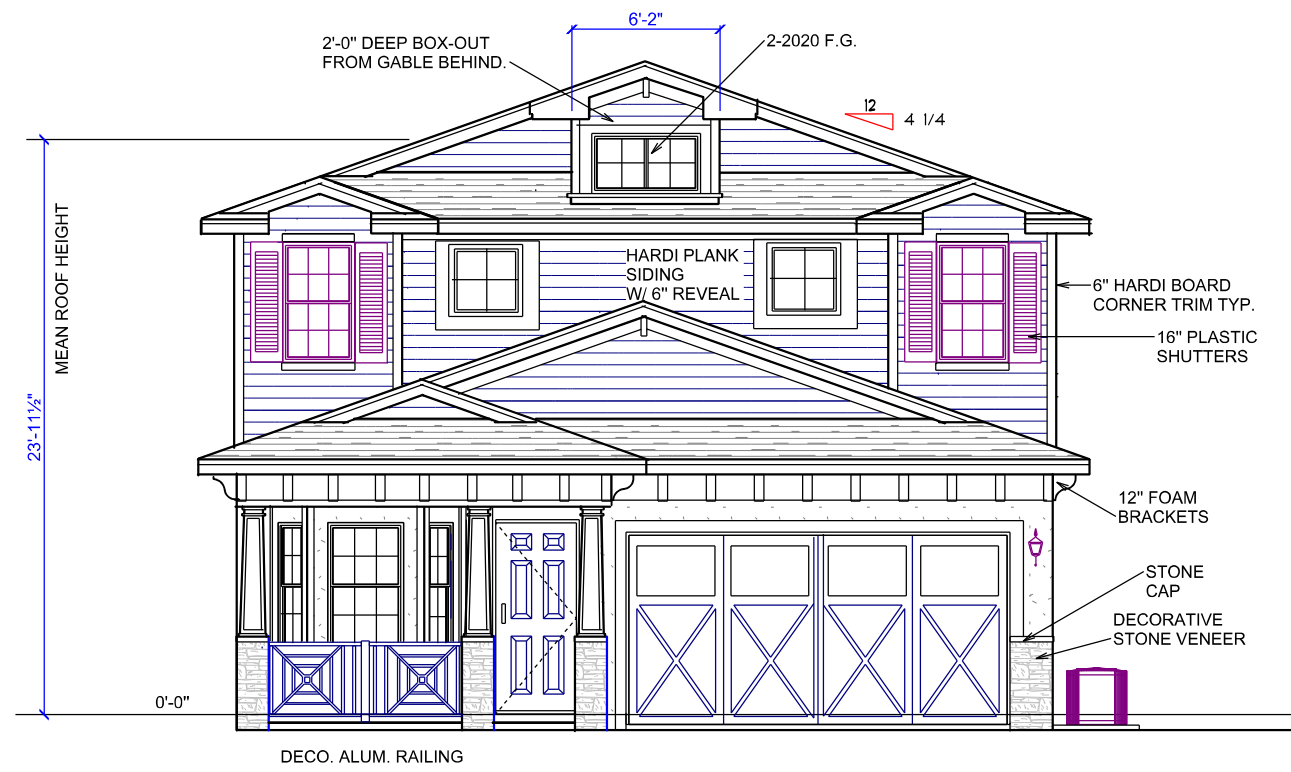 6'-2"
2'-0" DEEP BOX-OUT
FROM GABLE BEHIND.
2-2020 F.G.
12
4 1/4
MEAN ROOF HEIGHT
23'-11½"
HARDI PLANK
SIDING
W/ 6" REVEAL
6" HARDI BOARD
CORNER TRIM TYP.
16" PLASTIC
SHUTTERS
12" FOAM
BRACKETS
STONE
CAP
DECORATIVE
STONE VENEER
0'-0"
DECO. ALUM. RAILING